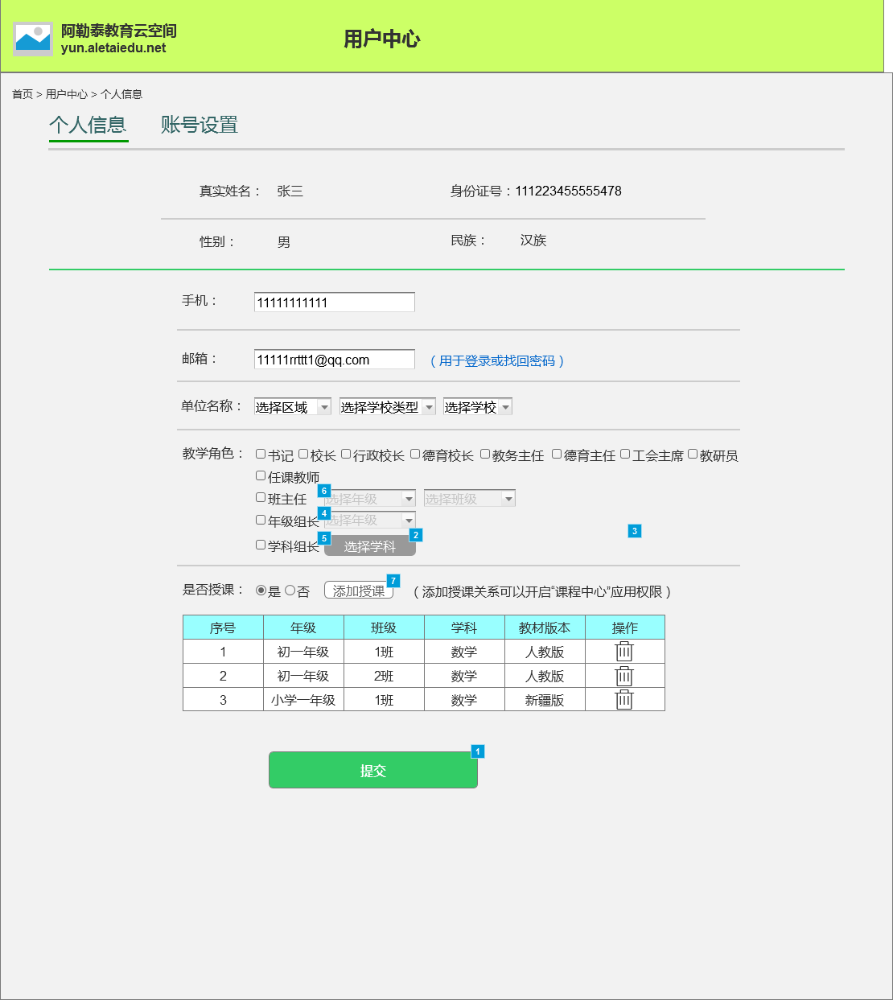 阿勒泰教育云空间
yun.aletaiedu.net
用户中心
首页 > 用户中心 > 个人信息
个人信息 账号设置
真实姓名： 张三 身份证号：111223455555478
性别： 男 民族： 汉族
手机： 11111111111
邮箱： 11111rrttt1@qq.com （用于登录或找回密码）
单位名称： 选择区域 选择学校类型 选择学校
教学角色： 书记 校长 行政校长 德育校长 教务主任 德育主任 工会主席 教研员
任课教师
班主任 6 选择年级 选择班级
年级组长 4 选择年级
学科组长 5 选择学科 2 3
是否授课： 是 否 添加授课 7 （添加授课关系可以开启“课程中心”应用权限）
序号 年级 班级 学科 教材版本 操作
1 初一年级 1班 数学 人教版
2 初一年级 2班 数学 人教版
3 小学一年级 1班 数学 新疆版
提交 1